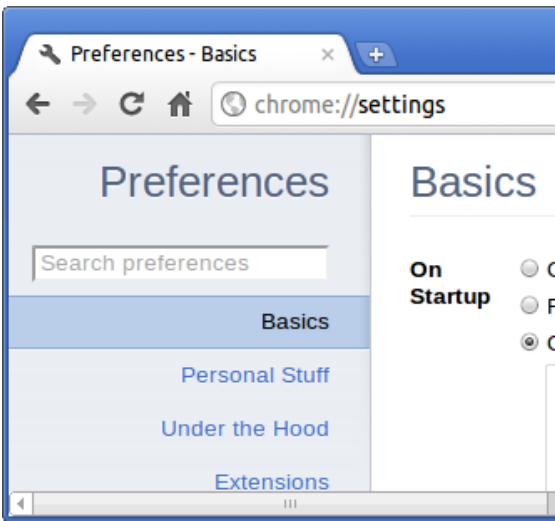 Preferences - Basics
chrome://settings
Preferences
Search preferences
Basics
Personal Stuff
Under the Hood
Extensions
Basics
On
Startup